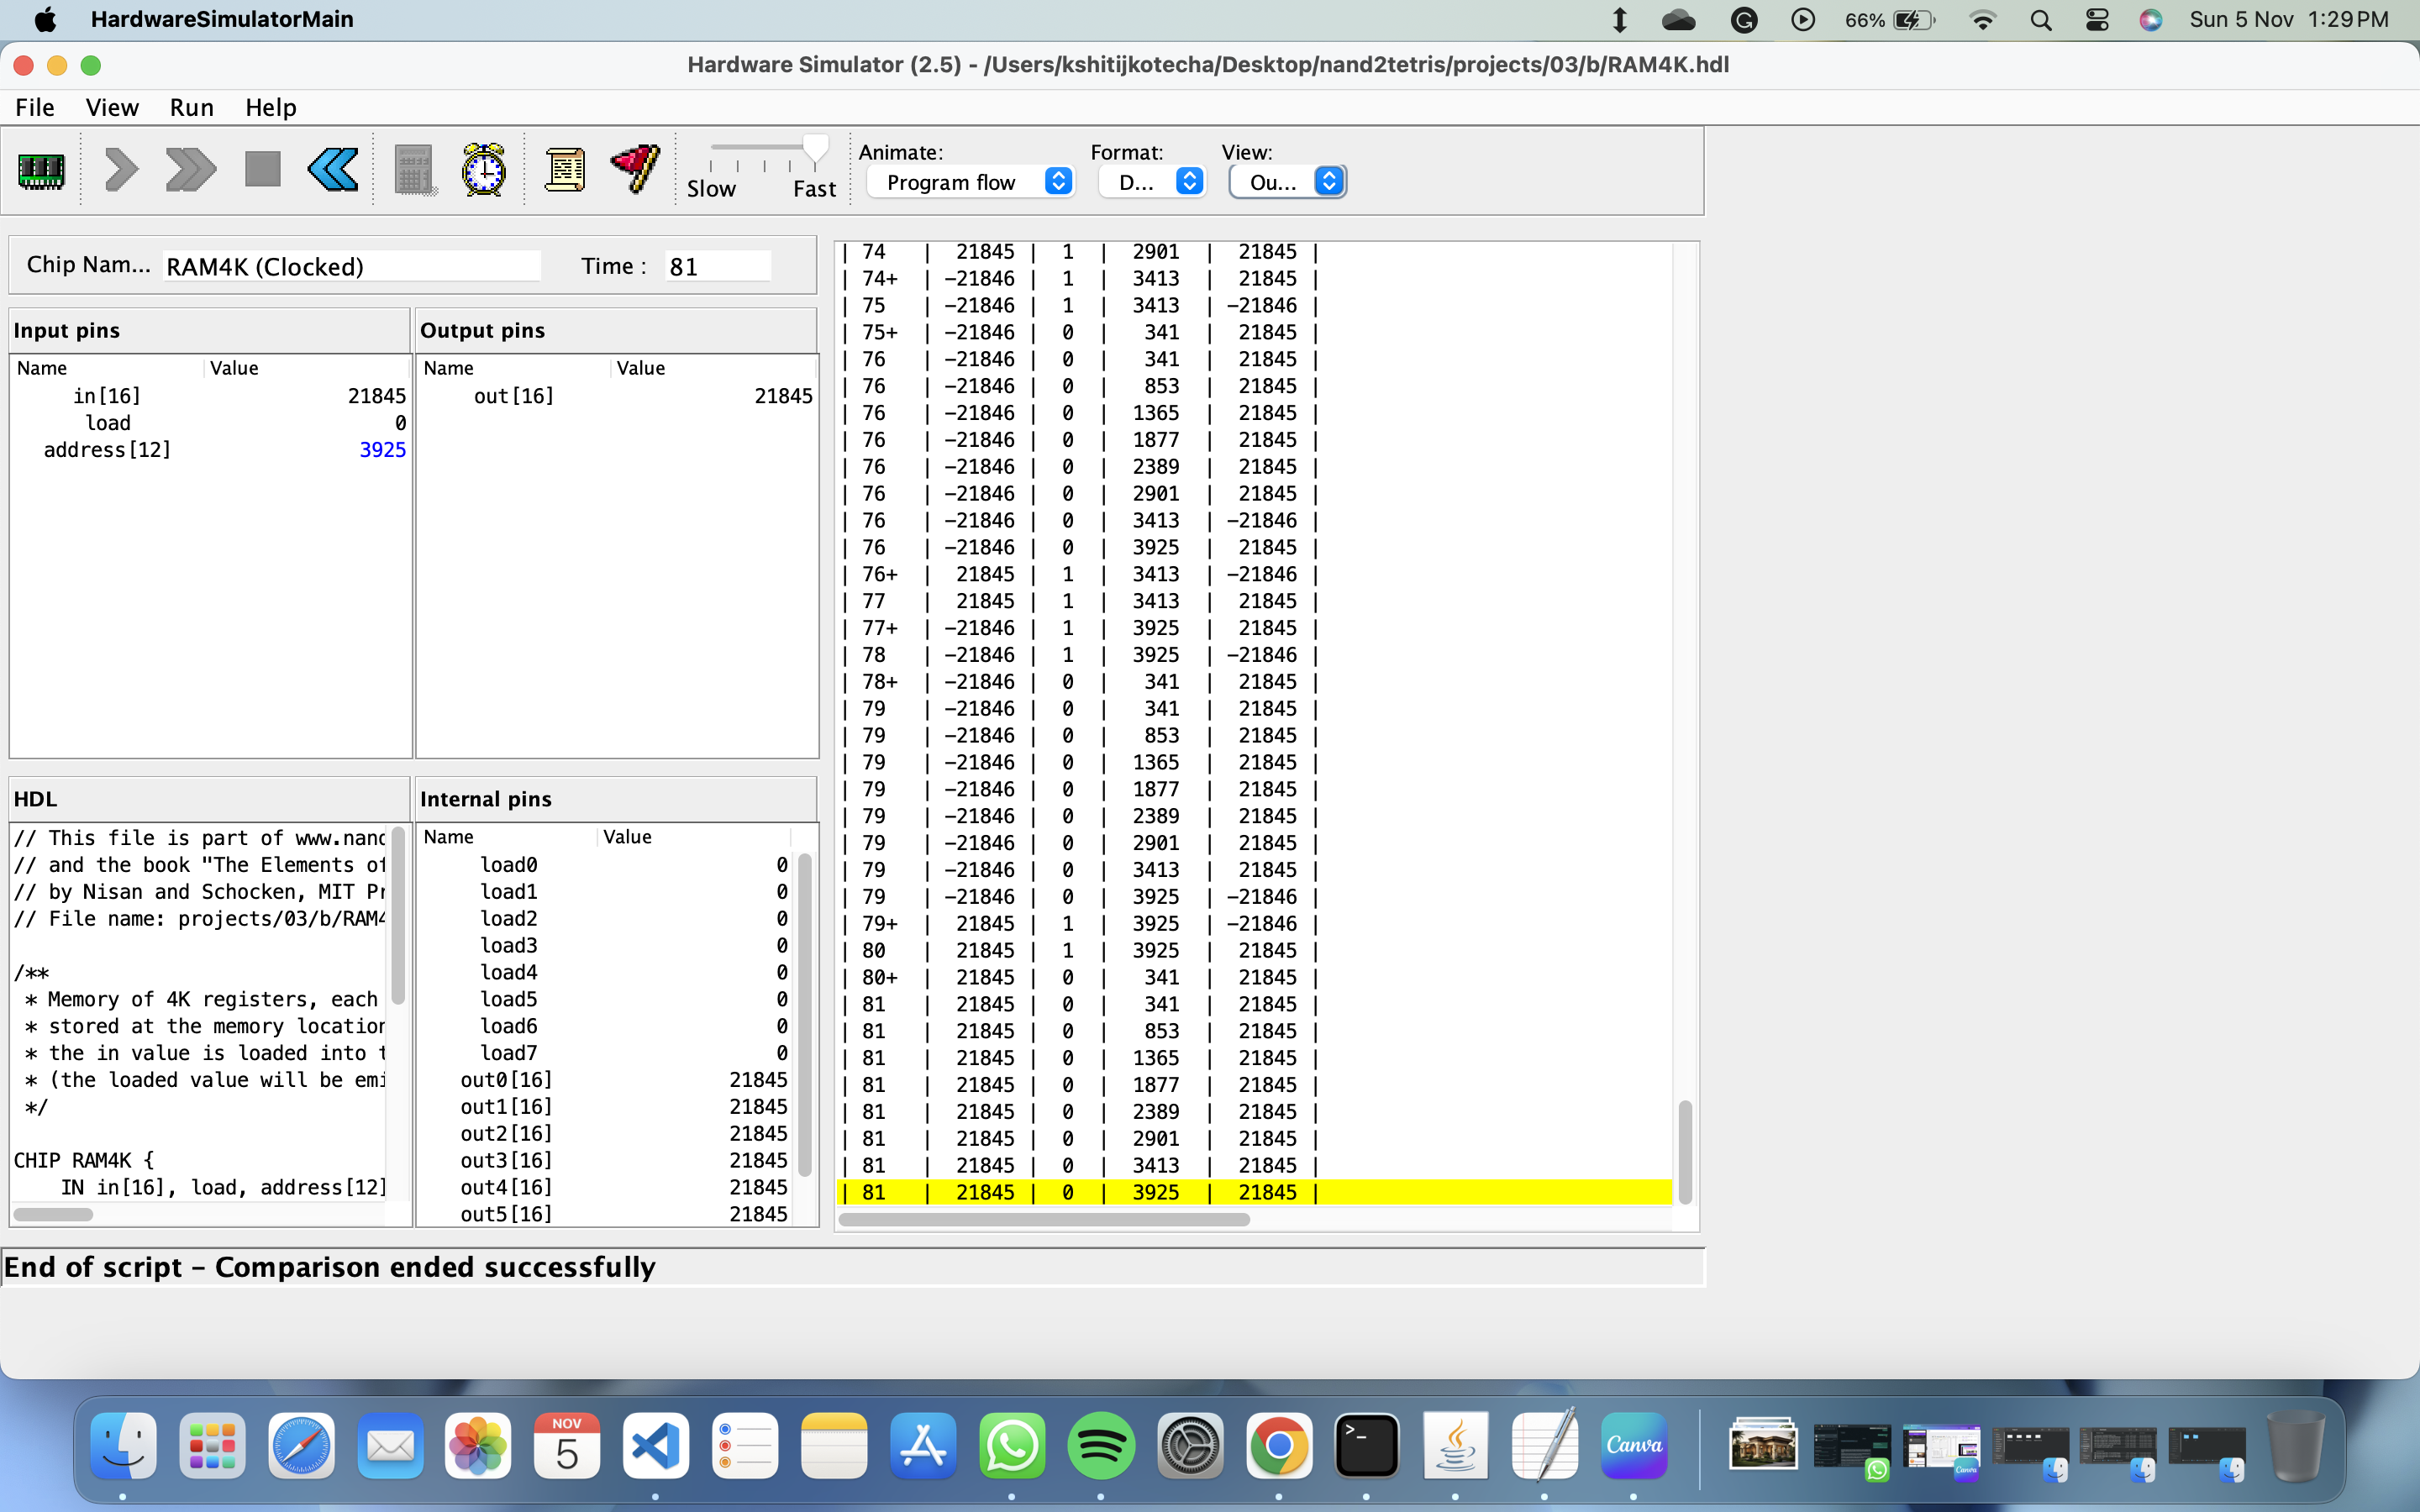 HardwareSimulatorMain
66%
Sun 5 Nov 1:29 PM
Hardware Simulator (2.5) - /Users/kshitijkotecha/Desktop/nand2tetris/projects/03/b/RAM4K.hdl
File View Run Help
Slow Fast
Animate: Format: View:
Program flow D... Ou...
Chip Nam... RAM4K (Clocked) Time : 81
Input pins
Name Value
in[16] 21845
load 0
address[12] 3925
Output pins
Name Value
out[16] 21845
HDL
// This file is part of www.nand
// and the book "The Elements of
// by Nisan and Schocken, MIT Pr
// File name: projects/03/b/RAM4
/**
* Memory of 4K registers, each
* stored at the memory location
* the in value is loaded into t
* (the loaded value will be emi
*/
CHIP RAM4K {
IN in[16], load, address[12]
Internal pins
Name Value
load0 0
load1 0
load2 0
load3 0
load4 0
load5 0
load6 0
load7 0
out0[16] 21845
out1[16] 21845
out2[16] 21845
out3[16] 21845
out4[16] 21845
out5[16] 21845
| 74 | 21845 | 1 | 2901 | 21845 |
| 74+ | -21846 | 1 | 3413 | 21845 |
| 75 | -21846 | 1 | 3413 | -21846 |
| 75+ | -21846 | 0 | 341 | 21845 |
| 76 | -21846 | 0 | 341 | 21845 |
| 76 | -21846 | 0 | 853 | 21845 |
| 76 | -21846 | 0 | 1365 | 21845 |
| 76 | -21846 | 0 | 1877 | 21845 |
| 76 | -21846 | 0 | 2389 | 21845 |
| 76 | -21846 | 0 | 2901 | 21845 |
| 76 | -21846 | 0 | 3413 | -21846 |
| 76 | -21846 | 0 | 3925 | 21845 |
| 76+ | 21845 | 1 | 3413 | -21846 |
| 77 | 21845 | 1 | 3413 | 21845 |
| 77+ | -21846 | 1 | 3925 | 21845 |
| 78 | -21846 | 1 | 3925 | -21846 |
| 78+ | -21846 | 0 | 341 | 21845 |
| 79 | -21846 | 0 | 341 | 21845 |
| 79 | -21846 | 0 | 853 | 21845 |
| 79 | -21846 | 0 | 1365 | 21845 |
| 79 | -21846 | 0 | 1877 | 21845 |
| 79 | -21846 | 0 | 2389 | 21845 |
| 79 | -21846 | 0 | 2901 | 21845 |
| 79 | -21846 | 0 | 3413 | 21845 |
| 79 | -21846 | 0 | 3925 | -21846 |
| 79+ | 21845 | 1 | 3925 | -21846 |
| 80 | 21845 | 1 | 3925 | 21845 |
| 80+ | 21845 | 0 | 341 | 21845 |
| 81 | 21845 | 0 | 341 | 21845 |
| 81 | 21845 | 0 | 853 | 21845 |
| 81 | 21845 | 0 | 1365 | 21845 |
| 81 | 21845 | 0 | 1877 | 21845 |
| 81 | 21845 | 0 | 2389 | 21845 |
| 81 | 21845 | 0 | 2901 | 21845 |
| 81 | 21845 | 0 | 3413 | 21845 |
| 81 | 21845 | 0 | 3925 | 21845 |
End of script - Comparison ended successfully
NOV
5
Canva